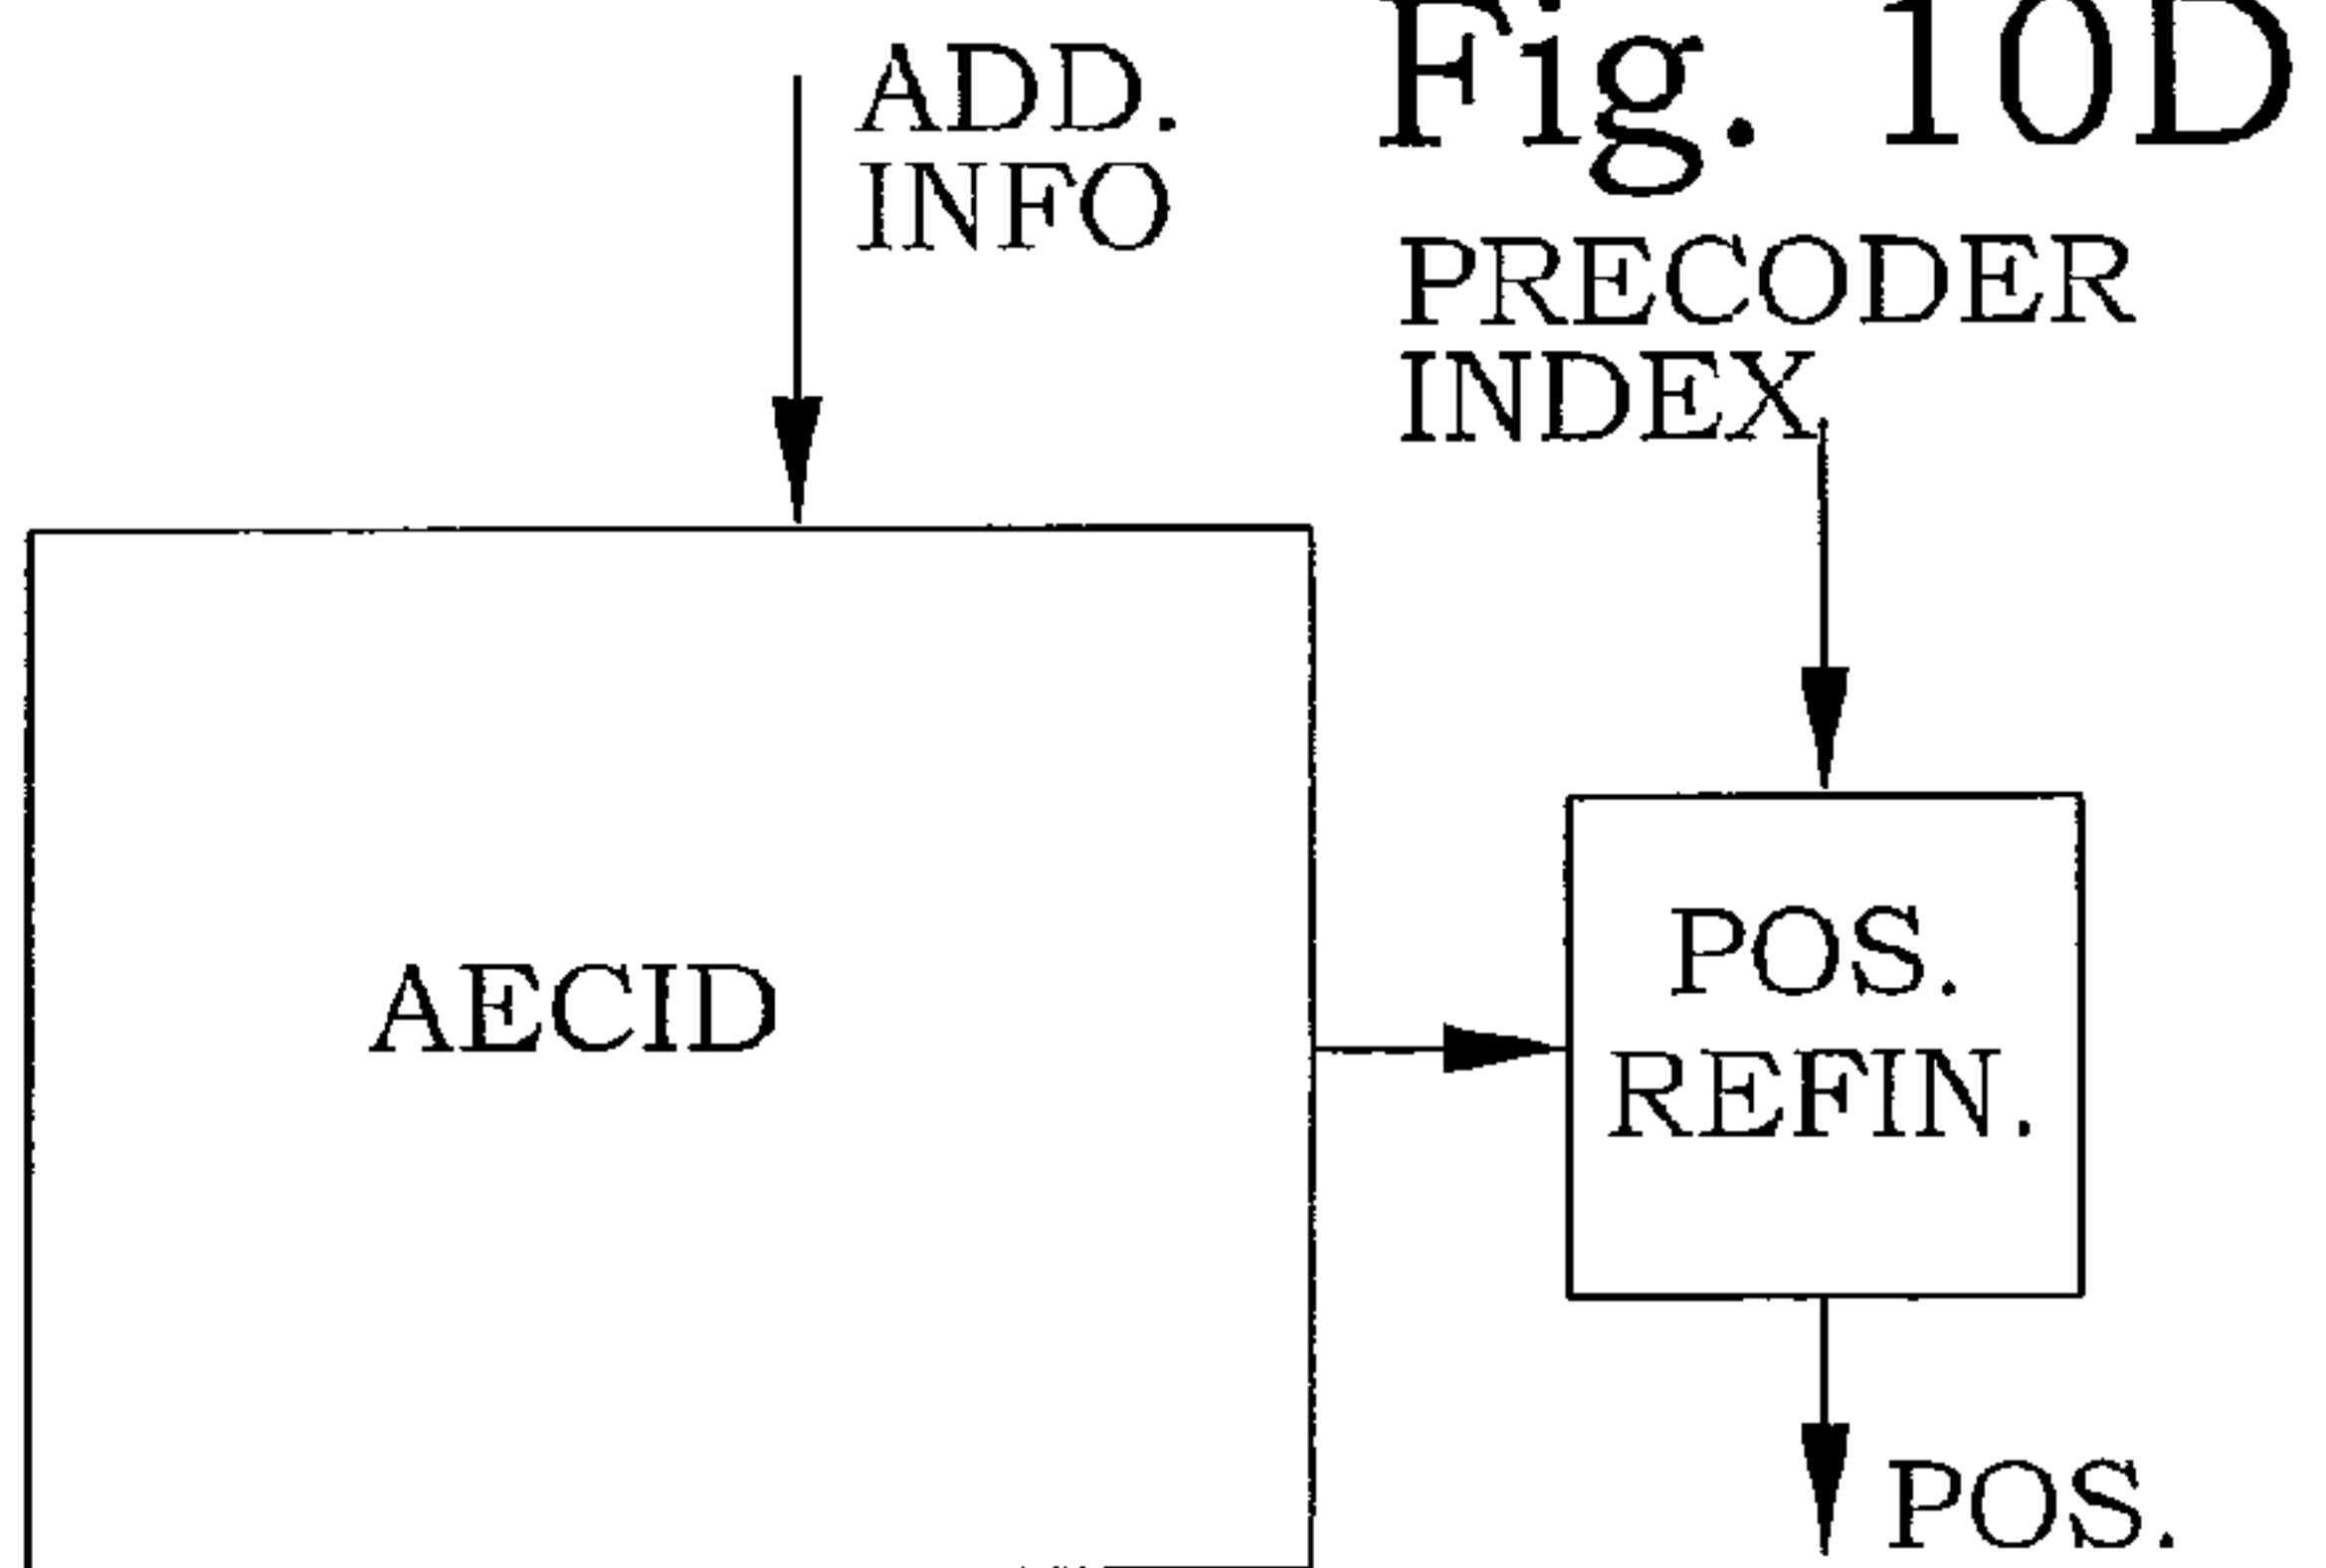 Fig. 10D
ADD.
INFO
PRECODER
INDEX
AECID
POS.
REFIN.
POS.